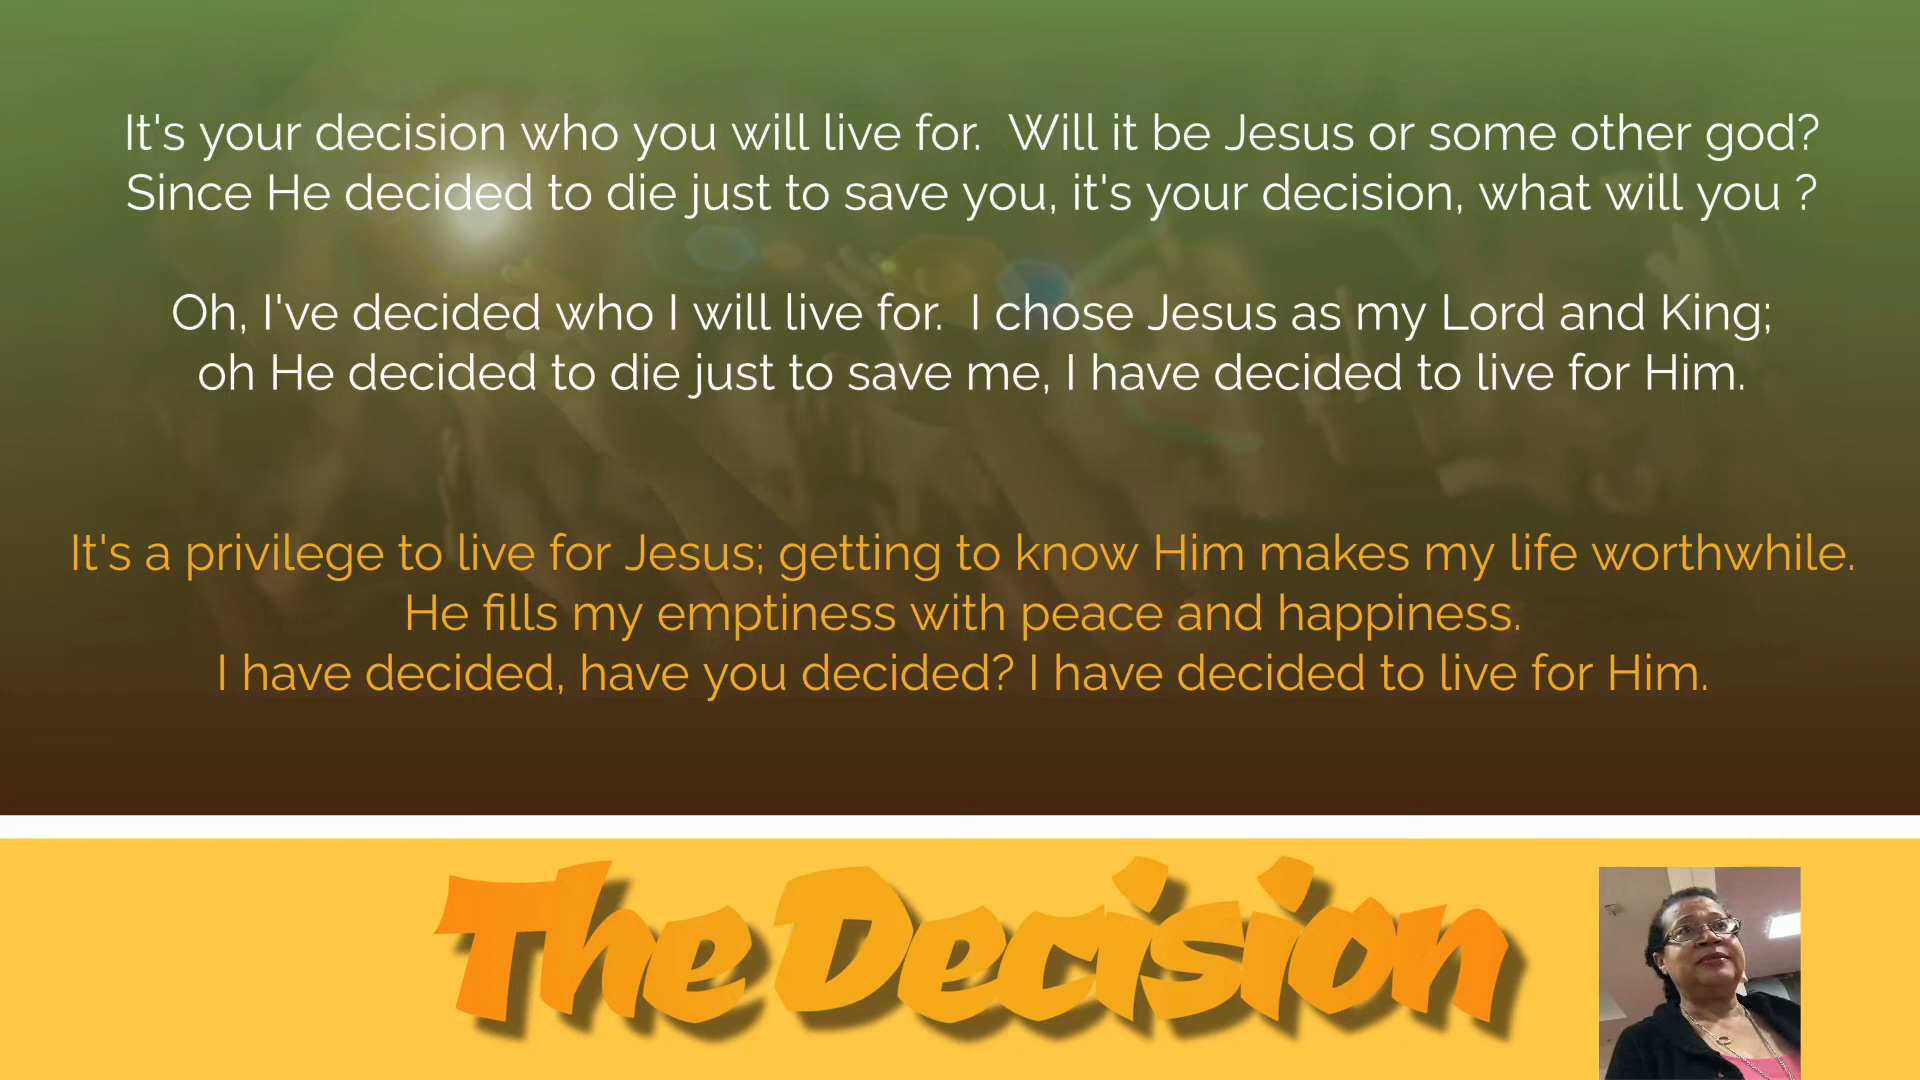 It's your decision who you will live for.  Will it be Jesus or some other god?
Since He decided to die just to save you, it's your decision, what will you ?
Oh, I've decided who I will live for.  I chose Jesus as my Lord and King;
oh He decided to die just to save me, I have decided to live for Him.
It's a privilege to live for Jesus; getting to know Him makes my life worthwhile.
He fills my emptiness with peace and happiness.
I have decided, have you decided? I have decided to live for Him.
The Decision